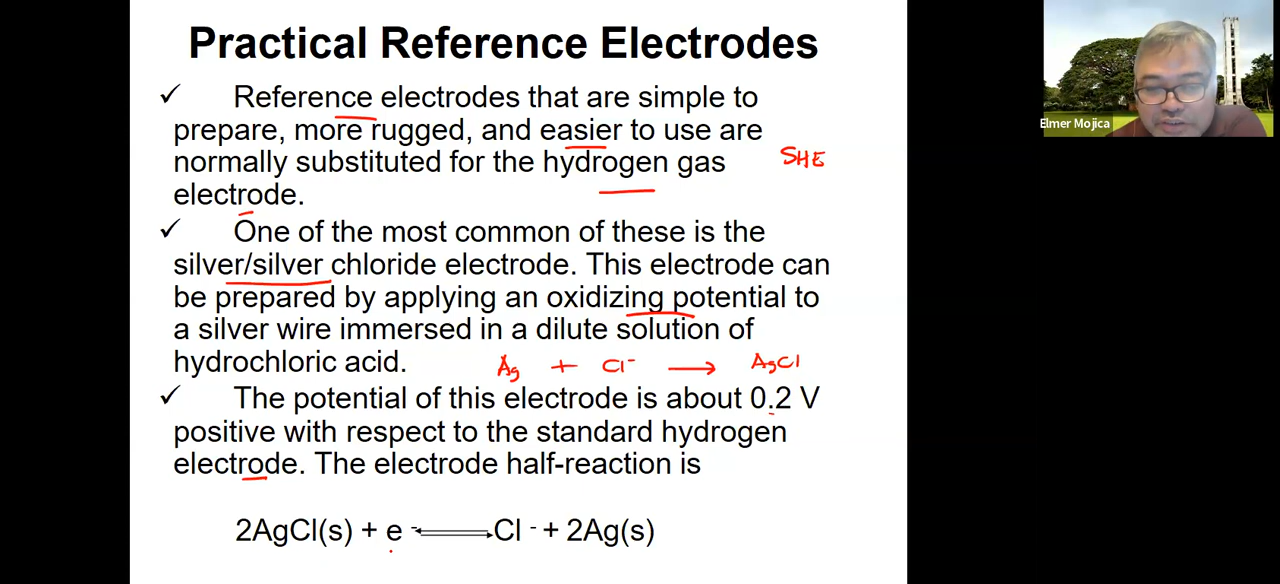 Practical Reference Electrodes
✓ Reference electrodes that are simple to
prepare, more rugged, and easier to use are
normally substituted for the hydrogen gas
electrode.
SHE
✓ One of the most common of these is the
silver/silver chloride electrode. This electrode can
be prepared by applying an oxidizing potential to
a silver wire immersed in a dilute solution of
hydrochloric acid.
Ag + Cl⁻ → AgCl
✓ The potential of this electrode is about 0.2 V
positive with respect to the standard hydrogen
electrode. The electrode half-reaction is
2AgCl(s) + e⁻ ⇌ Cl⁻ + 2Ag(s)
Elmer Mojica